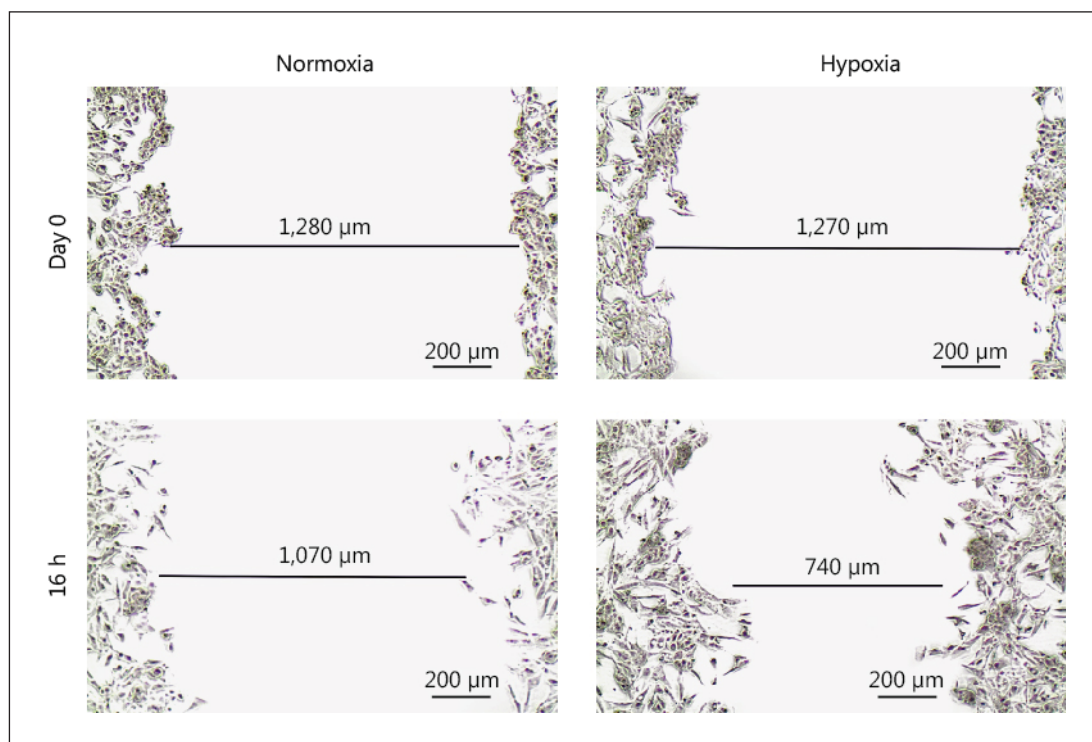 Normoxia
Hypoxia
Day 0
1,280 µm
200 µm
1,270 µm
200 µm
16 h
1,070 µm
200 µm
740 µm
200 µm